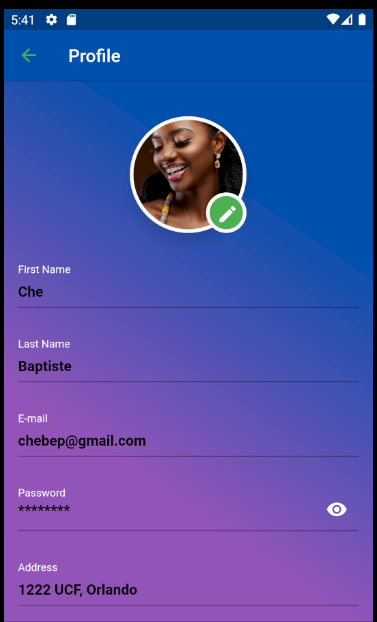 5:41
Profile
First Name
Che
Last Name
Baptiste
E-mail
chebep@gmail.com
Password
********
Address
1222 UCF, Orlando